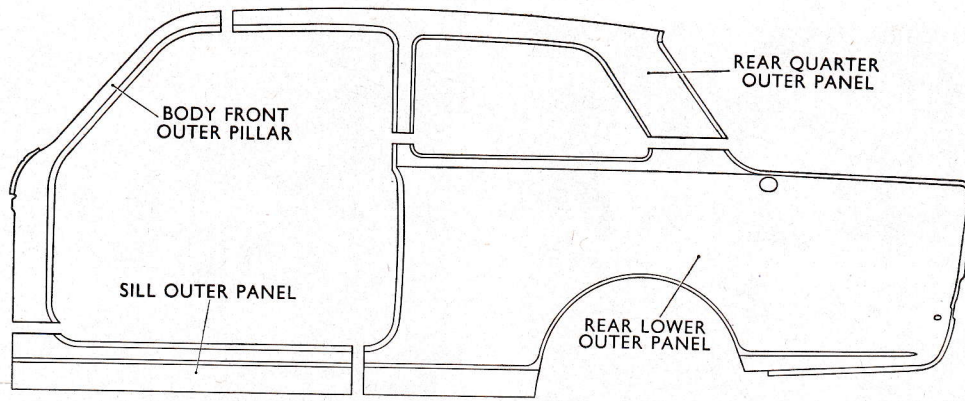 REAR QUARTER
OUTER PANEL
BODY FRONT
OUTER PILLAR
SILL OUTER PANEL
REAR LOWER
OUTER PANEL